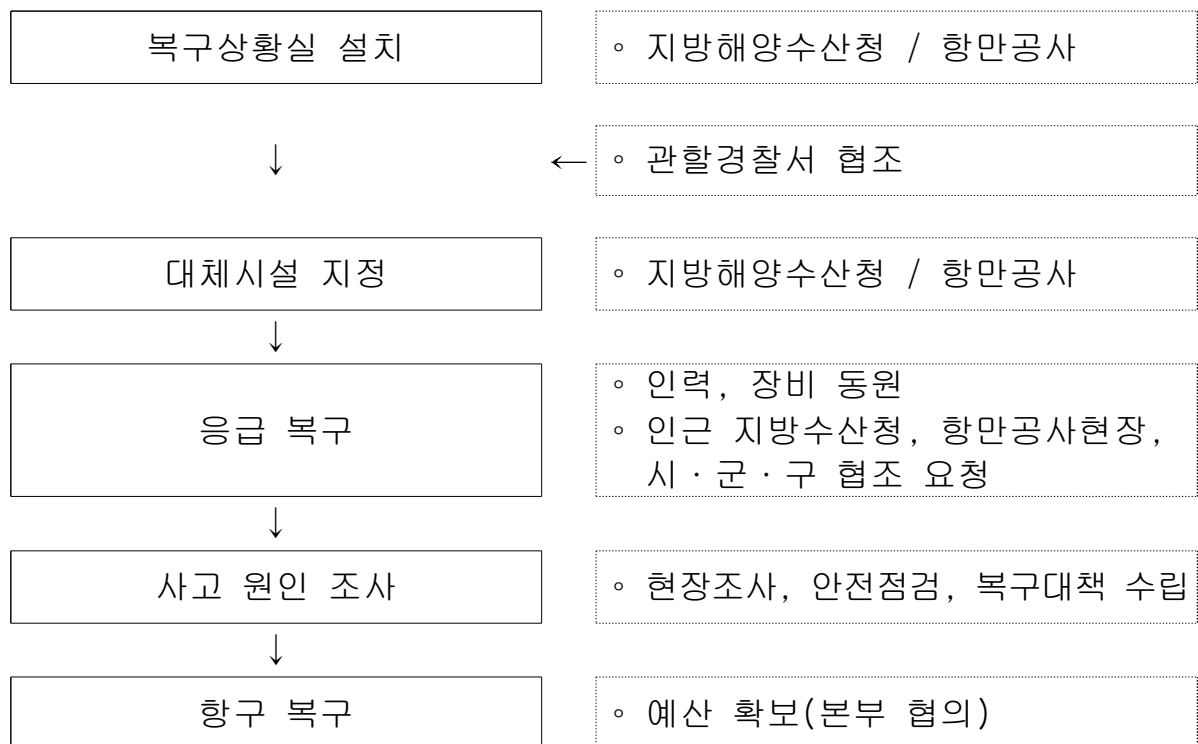 복구상황실 설치
◦ 지방해양수산청 / 항만공사
↓
← ◦ 관할경찰서 협조
대체시설 지정
◦ 지방해양수산청 / 항만공사
↓
응급 복구
◦ 인력, 장비 동원
◦ 인근 지방수산청, 항만공사현장,
시·군·구 협조 요청
↓
사고 원인 조사
◦ 현장조사, 안전점검, 복구대책 수립
↓
항구 복구
◦ 예산 확보(본부 협의)